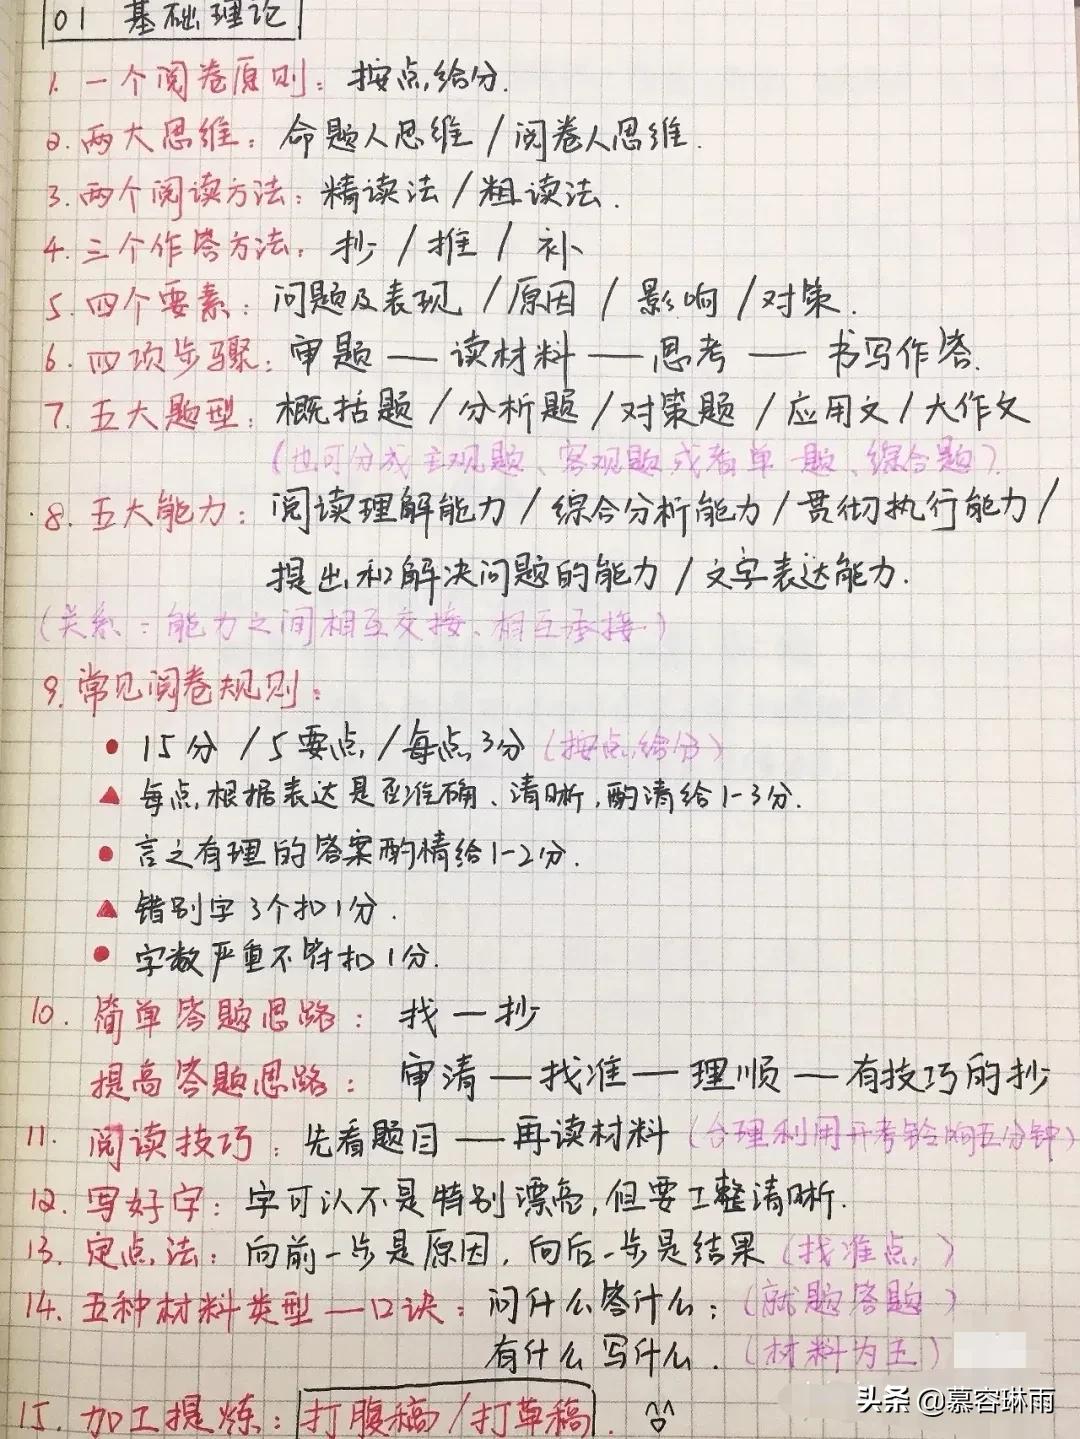 01 基础理论
1. 一个阅卷原则：按点给分.
2. 两大思维：命题人思维 / 阅卷人思维.
3. 两个阅读方法：精读法 / 粗读法.
4. 三个作答方法：抄 / 推 / 补
5. 四个要素：问题及表现 / 原因 / 影响 / 对策.
6. 四项步骤：审题 — 读材料 — 思考 — 书写作答.
7. 五大题型：概括题 / 分析题 / 对策题 / 应用文 / 大作文
(也可分成主观题、客观题或者单一题、综合题).
8. 五大能力：阅读理解能力 / 综合分析能力 / 贯彻执行能力 /
提出和解决问题的能力 / 文字表达能力.
(关系：能力之间相互交接、相互承接)
9. 常见阅卷规则：
● 15分 / 5要点 / 每点3分 (按点给分)
▲ 每点根据表达是否准确、清晰,酌情给1-3分.
● 言之有理的答案酌情给1-2分.
▲ 错别字3个扣1分.
● 字数严重不符扣1分.
10. 简单答题思路：找 — 抄
提高答题思路：审清 — 找准 — 理顺 — 有技巧的抄
11. 阅读技巧：先看题目 — 再读材料 (合理利用开考铃响五分钟)
12. 写好字：字可以不是特别漂亮,但要工整清晰.
13. 定点法：向前一步是原因, 向后一步是结果 (找准点)
14. 五种材料类型 — 口诀：问什么答什么; (就题答题)
有什么写什么. (材料为王)
15. 加工提炼：打腹稿 / 打草稿.
头条 @慕容琳雨